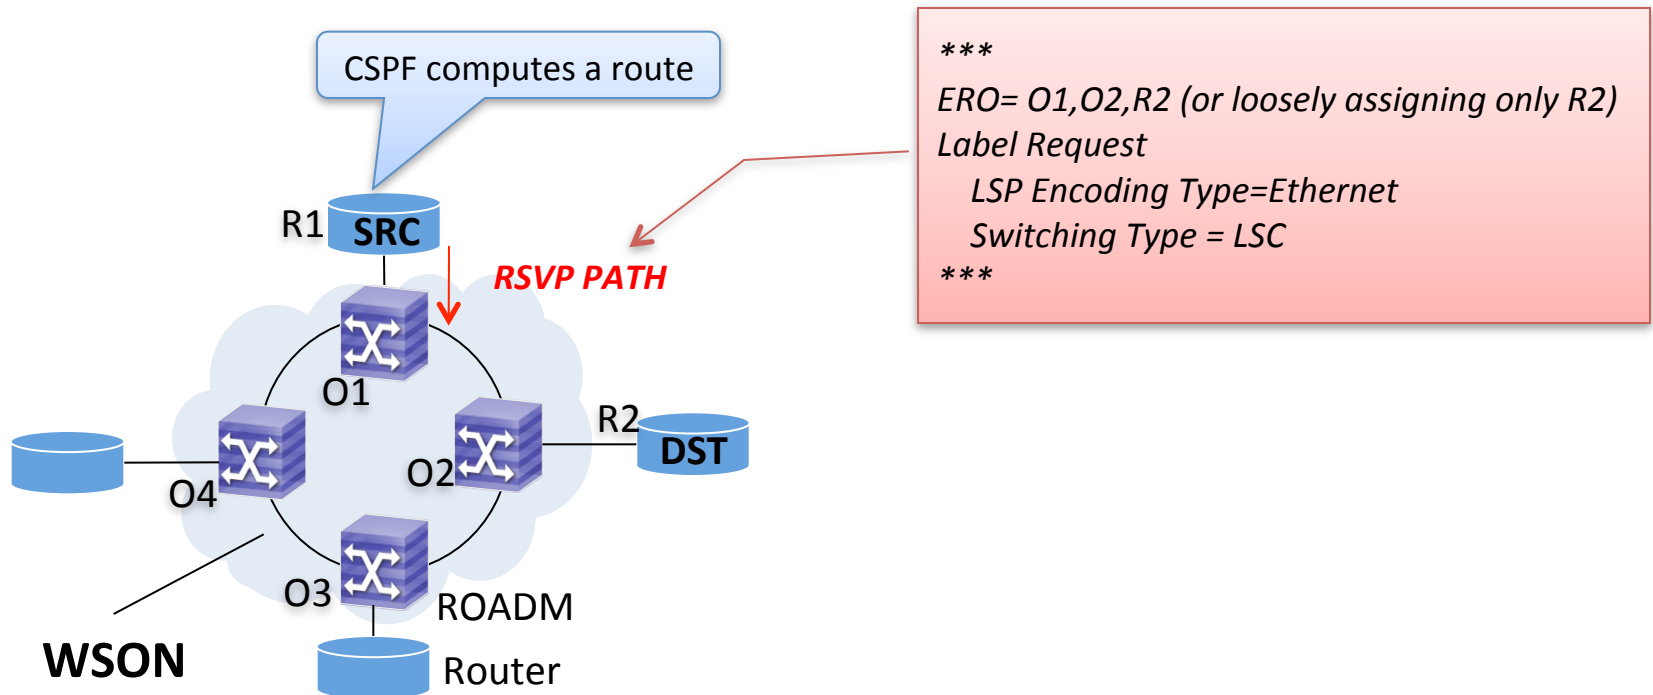 CSPF computes a route
***
ERO= O1,O2,R2 (or loosely assigning only R2)
Label Request
LSP Encoding Type=Ethernet
Switching Type = LSC
***
R1
SRC
RSVP PATH
O1
R2
DST
O2
O4
O3
ROADM
WSON
Router